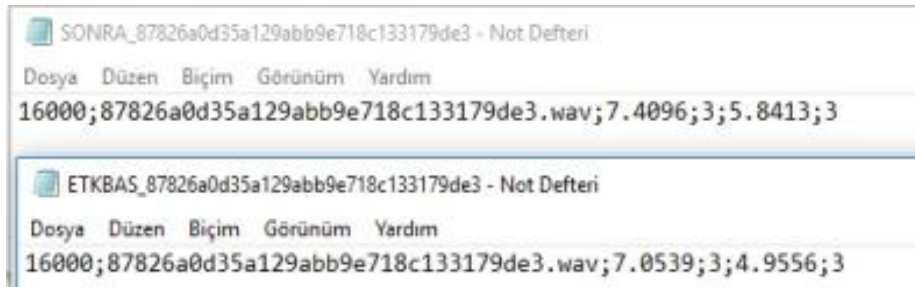 SONRA_87826a0d35a129abb9e718c133179de3 - Not Defteri
Dosya Düzen Biçim Görünüm Yardım
16000;87826a0d35a129abb9e718c133179de3.wav;7.4096;3;5.8413;3
ETKBAS_87826a0d35a129abb9e718c133179de3 - Not Defteri
Dosya Düzen Biçim Görünüm Yardım
16000;87826a0d35a129abb9e718c133179de3.wav;7.0539;3;4.9556;3